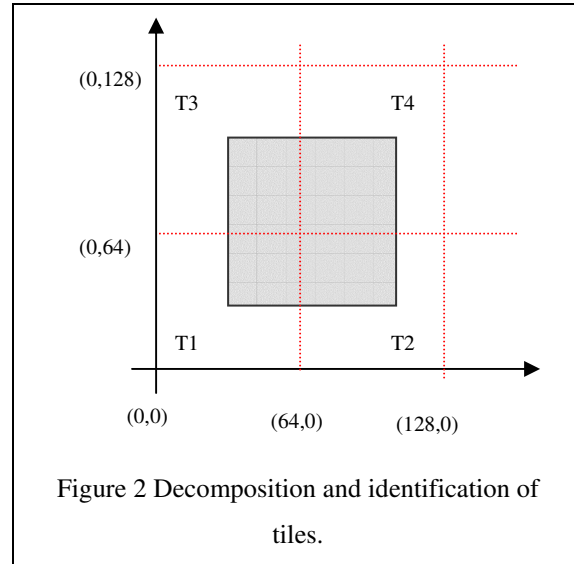 (0,128)
T3 T4
(0,64)
T1 T2
(0,0) (64,0) (128,0)
Figure 2 Decomposition and identification of
tiles.